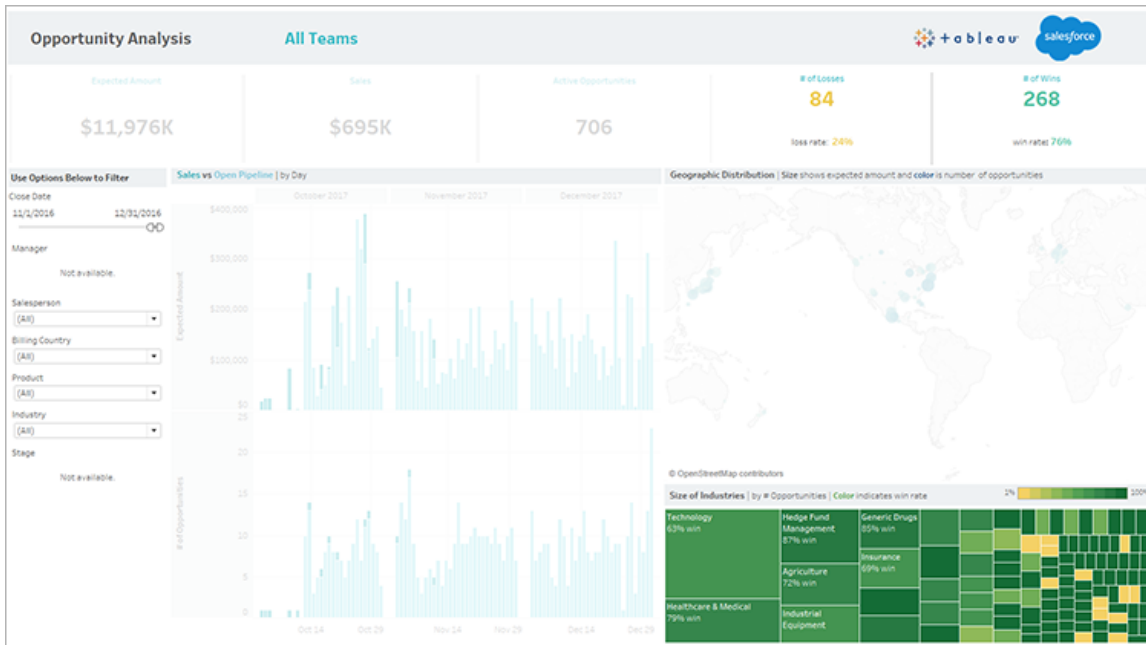 Opportunity Analysis
All Teams
+ a b l e a u
salesforce
Expected Amount
$11,976K
Sales
$695K
Active Opportunities
706
# of Losses
84
loss rate: 24%
# of Wins
268
win rate: 76%
Use Options Below to Filter
Close Date
11/1/2016 12/31/2016
Manager
Not available.
Salesperson
(All)
Billing Country
(All)
Product
(All)
Industry
(All)
Stage
Not available.
Sales vs Open Pipeline | by Day
October 2017 November 2017 December 2017
Expected Amount
$400,000
$300,000
$200,000
$100,000
$0
# of Opportunities
25
20
15
10
5
0
Oct 14 Oct 29 Nov 14 Nov 29 Dec 14 Dec 29
Geographic Distribution | Size shows expected amount and color is number of opportunities
© OpenStreetMap contributors
Size of Industries | by # Opportunities | Color indicates win rate
1% 100%
Technology
63% win
Healthcare & Medical
79% win
Hedge Fund
Management
87% win
Agriculture
72% win
Industrial
Equipment
Generic Drugs
85% win
Insurance
69% win